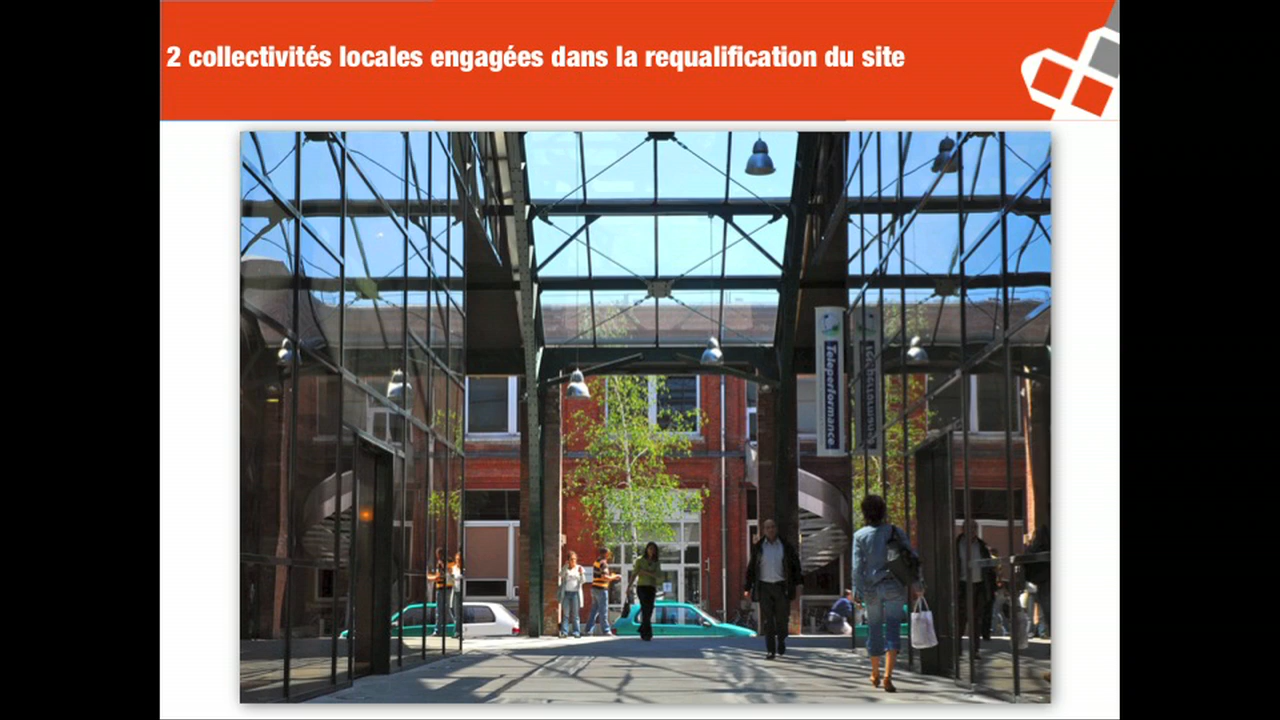 2 collectivités locales engagées dans la requalification du site
Teleperformance